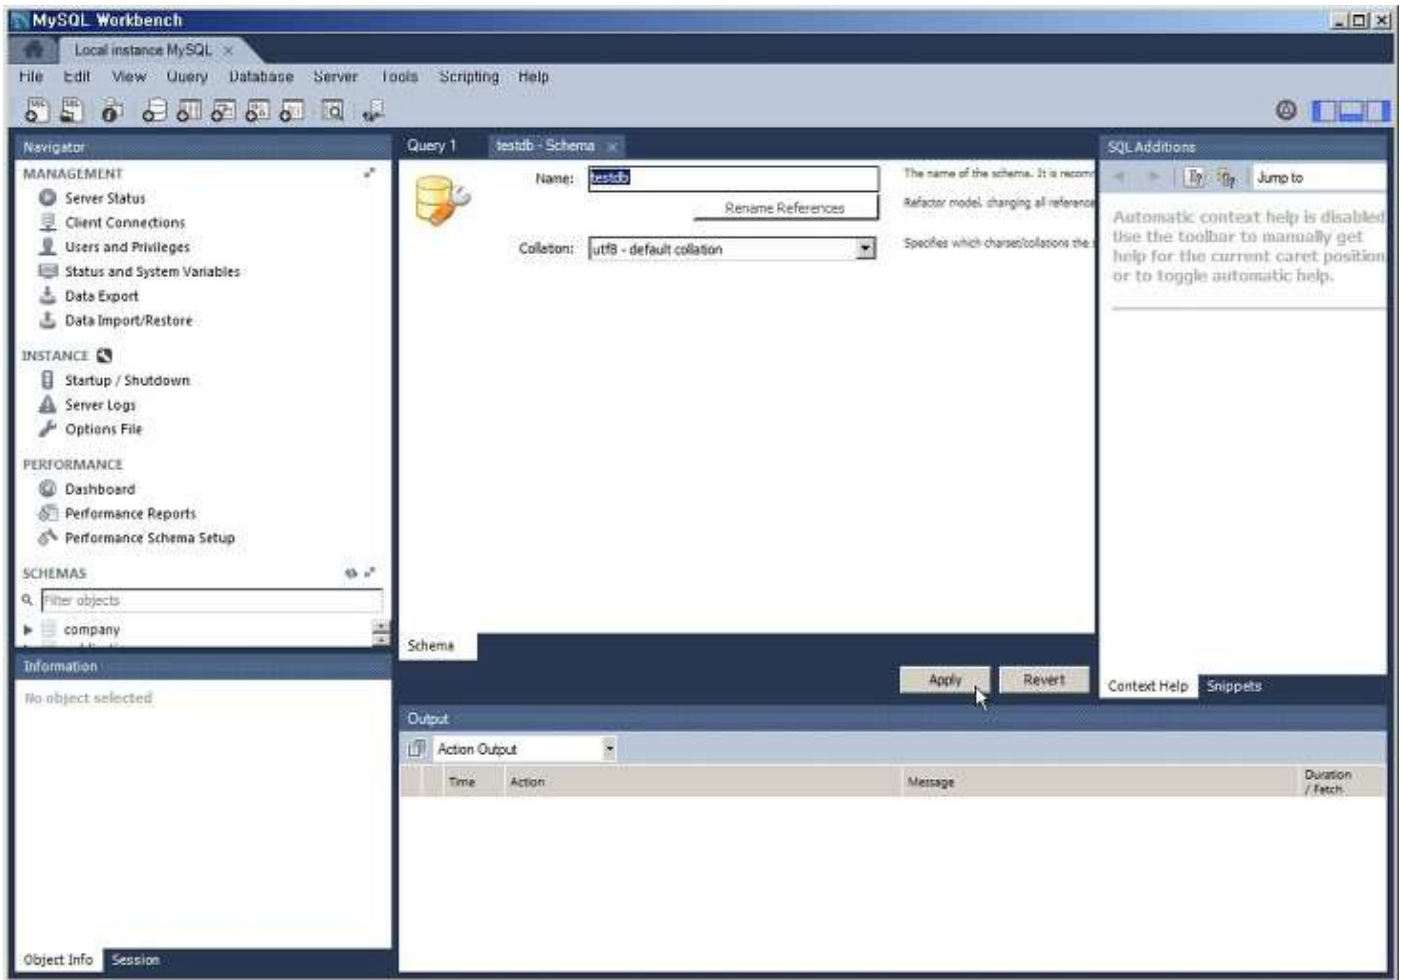 MySQL Workbench
Local instance MySQL
File Edit View Query Database Server Tools Scripting Help
Navigator
MANAGEMENT
Server Status
Client Connections
Users and Privileges
Status and System Variables
Data Export
Data Import/Restore
INSTANCE
Startup / Shutdown
Server Logs
Options File
PERFORMANCE
Dashboard
Performance Reports
Performance Schema Setup
SCHEMAS
Filter objects
company
Information
No object selected
Object Info Session
Query 1 testdb - Schema
Name: testdb
The name of the schema. It is recom
Rename References
Refactor model, changing all reference
Collation: utf8 - default collation
Specifies which charset/collations the
Schema
Apply Revert
SQL Additions
Jump to
Automatic context help is disabled
Use the toolbar to manually get
help for the current caret position
or to toggle automatic help.
Context Help Snippets
Output
Action Output
Time Action Message Duration
/ Fetch